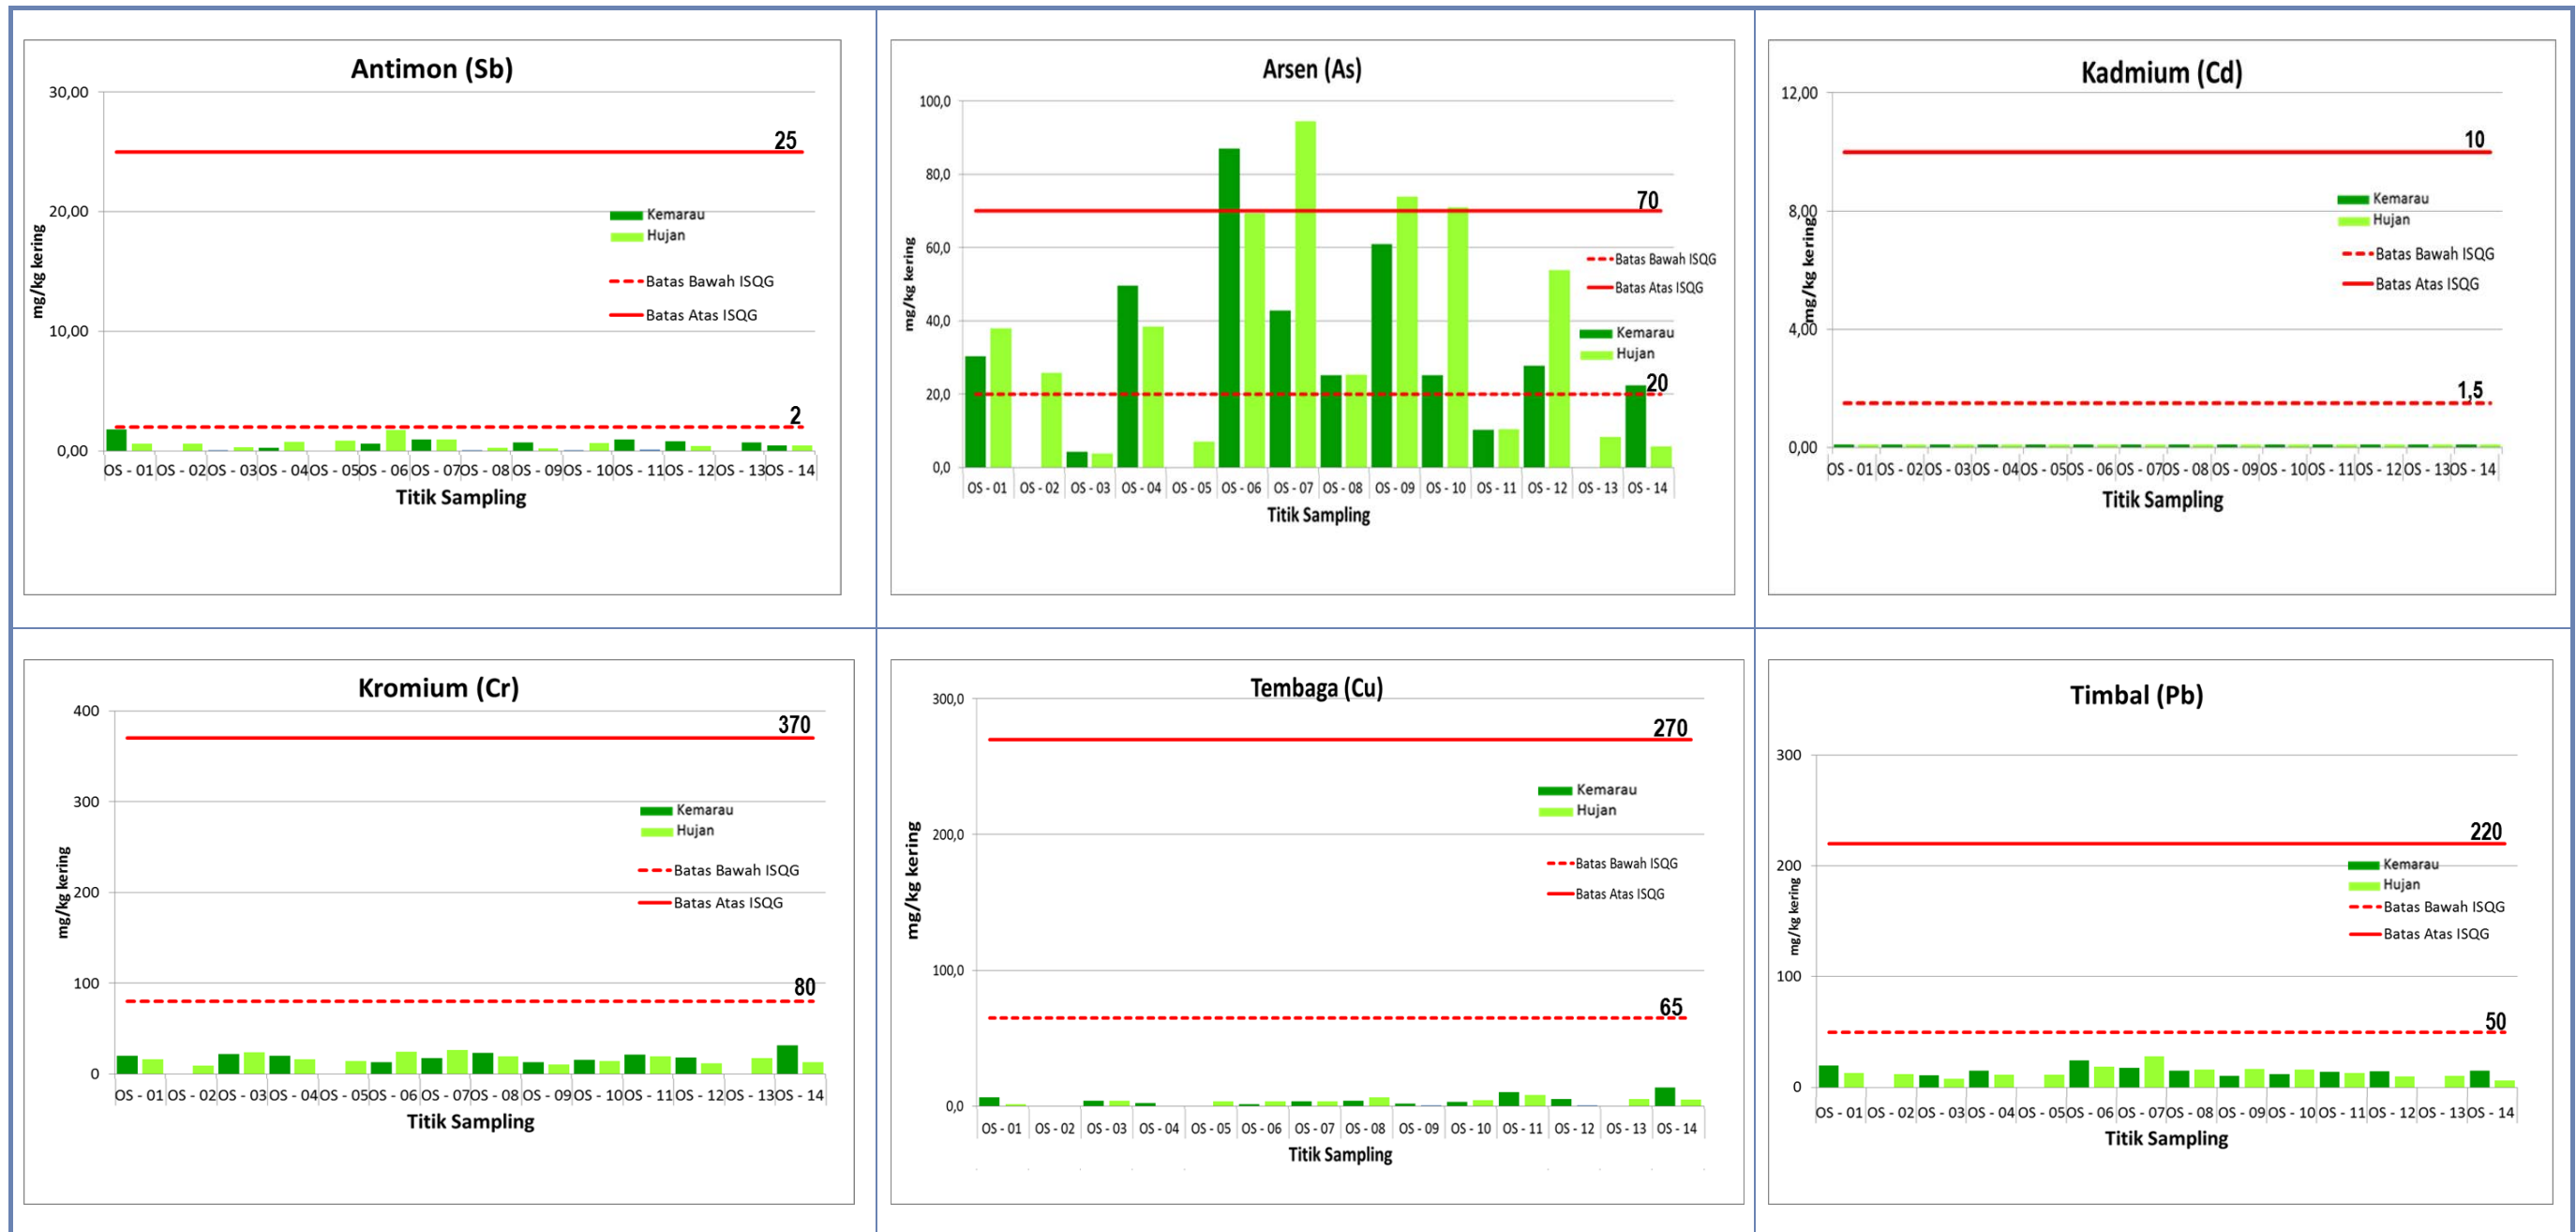 Antimon (Sb)
30,00
20,00
10,00
0,00
mg/kg kering
25
2
Kemarau
Hujan
Batas Bawah ISQG
Batas Atas ISQG
OS - 01 OS - 02 OS - 03 OS - 04 OS - 05 OS - 06 OS - 07 OS - 08 OS - 09 OS - 10 OS - 11 OS - 12 OS - 13 OS - 14
Titik Sampling
Arsen (As)
100,0
80,0
60,0
40,0
20,0
0,0
mg/kg kering
70
20
Batas Bawah ISQG
Batas Atas ISQG
Kemarau
Hujan
OS - 01 OS - 02 OS - 03 OS - 04 OS - 05 OS - 06 OS - 07 OS - 08 OS - 09 OS - 10 OS - 11 OS - 12 OS - 13 OS - 14
Titik Sampling
Kadmium (Cd)
12,00
8,00
4,00
0,00
mg/kg kering
10
1,5
Kemarau
Hujan
Batas Bawah ISQG
Batas Atas ISQG
OS - 01 OS - 02 OS - 03 OS - 04 OS - 05 OS - 06 OS - 07 OS - 08 OS - 09 OS - 10 OS - 11 OS - 12 OS - 13 OS - 14
Titik Sampling
Kromium (Cr)
400
300
200
100
0
mg/kg kering
370
80
Kemarau
Hujan
Batas Bawah ISQG
Batas Atas ISQG
OS - 01 OS - 02 OS - 03 OS - 04 OS - 05 OS - 06 OS - 07 OS - 08 OS - 09 OS - 10 OS - 11 OS - 12 OS - 13 OS - 14
Titik Sampling
Tembaga (Cu)
300,0
200,0
100,0
0,0
mg/kg kering
270
65
Kemarau
Hujan
Batas Bawah ISQG
Batas Atas ISQG
OS - 01 OS - 02 OS - 03 OS - 04 OS - 05 OS - 06 OS - 07 OS - 08 OS - 09 OS - 10 OS - 11 OS - 12 OS - 13 OS - 14
Titik Sampling
Timbal (Pb)
300
200
100
0
mg/kg kering
220
50
Kemarau
Hujan
Batas Bawah ISQG
Batas Atas ISQG
OS - 01 OS - 02 OS - 03 OS - 04 OS - 05 OS - 06 OS - 07 OS - 08 OS - 09 OS - 10 OS - 11 OS - 12 OS - 13 OS - 14
Titik Sampling